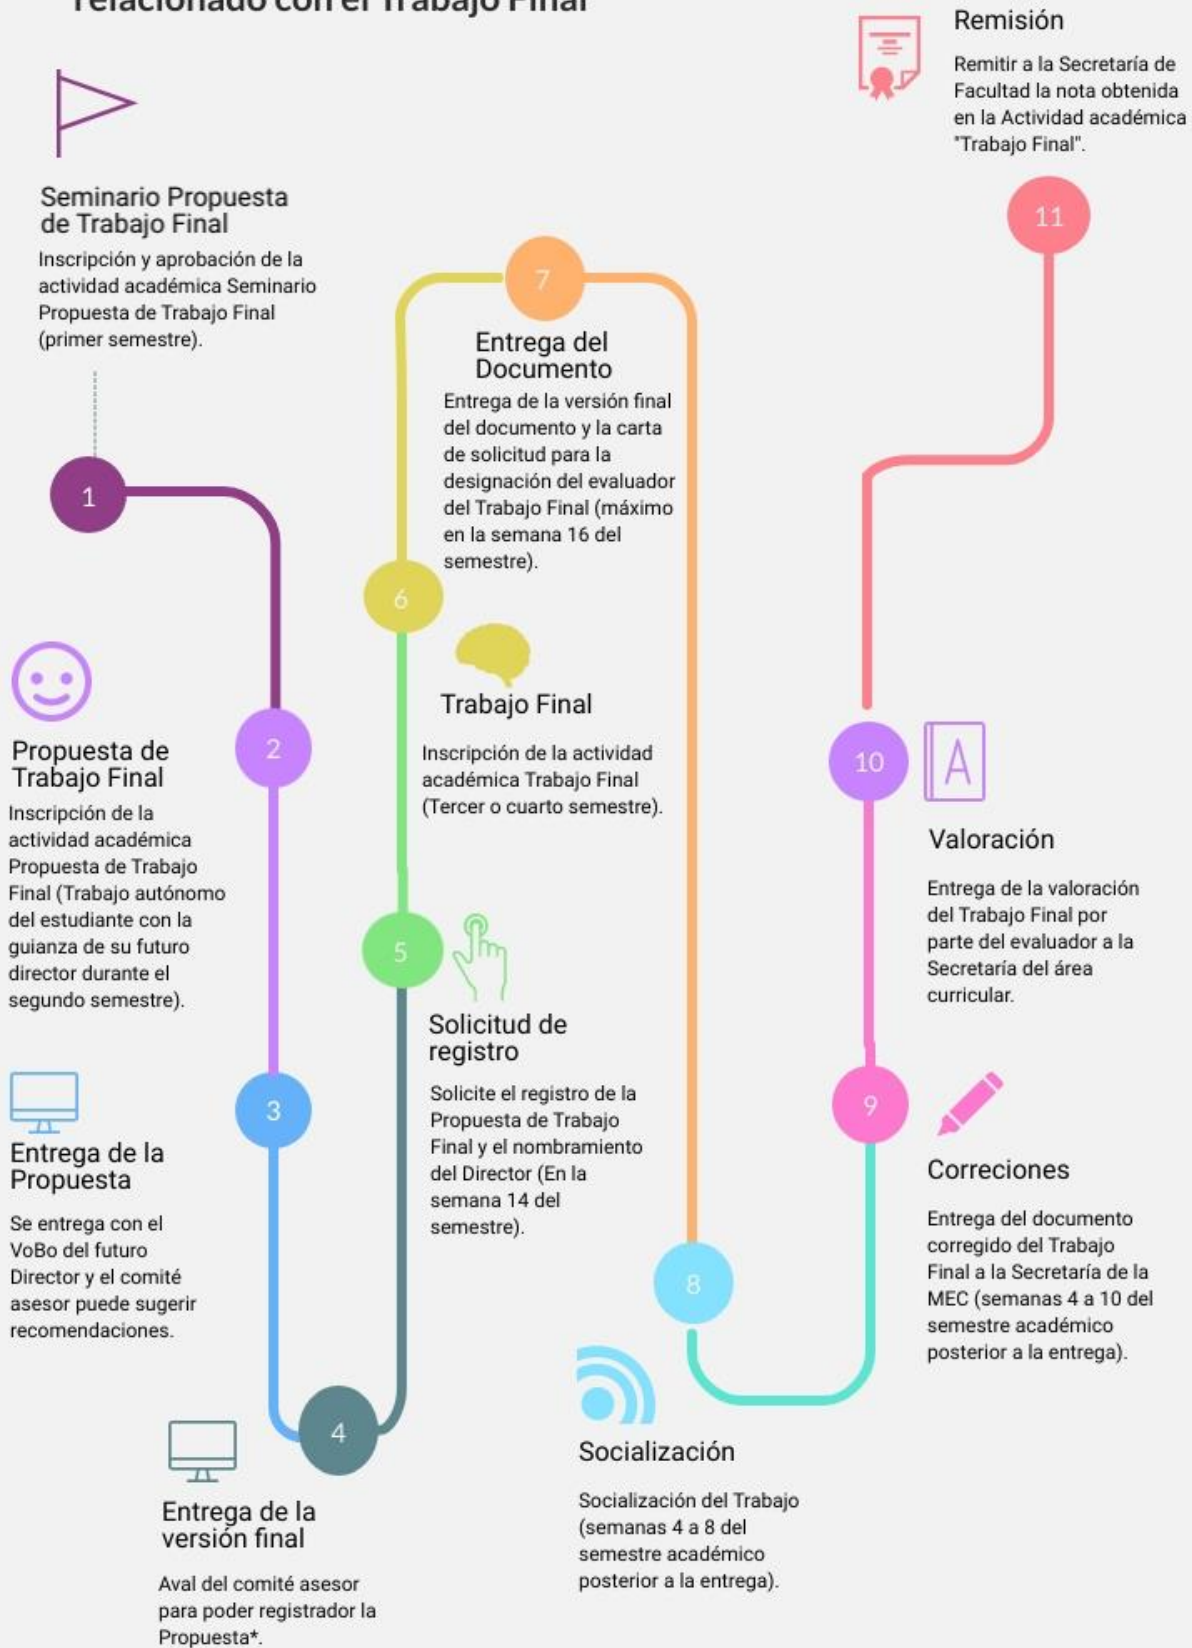 relacionado con el Trabajo Final
Seminario Propuesta
de Trabajo Final
Inscripción y aprobación de la
actividad académica Seminario
Propuesta de Trabajo Final
(primer semestre).
1
2
Propuesta de
Trabajo Final
Inscripción de la
actividad académica
Propuesta de Trabajo
Final (Trabajo autónomo
del estudiante con la
guianza de su futuro
director durante el
segundo semestre).
3
Entrega de la
Propuesta
Se entrega con el
VoBo del futuro
Director y el comité
asesor puede sugerir
recomendaciones.
4
Entrega de la
versión final
Aval del comité asesor
para poder registrador la
Propuesta*.
5
Solicitud de
registro
Solicite el registro de la
Propuesta de Trabajo
Final y el nombramiento
del Director (En la
semana 14 del
semestre).
6
Trabajo Final
Inscripción de la actividad
académica Trabajo Final
(Tercer o cuarto semestre).
7
Entrega del
Documento
Entrega de la versión final
del documento y la carta
de solicitud para la
designación del evaluador
del Trabajo Final (máximo
en la semana 16 del
semestre).
8
Socialización
Socialización del Trabajo
(semanas 4 a 8 del
semestre académico
posterior a la entrega).
9
Correciones
Entrega del documento
corregido del Trabajo
Final a la Secretaría de la
MEC (semanas 4 a 10 del
semestre académico
posterior a la entrega).
10
A
Valoración
Entrega de la valoración
del Trabajo Final por
parte del evaluador a la
Secretaría del área
curricular.
11
Remisión
Remitir a la Secretaría de
Facultad la nota obtenida
en la Actividad académica
"Trabajo Final".